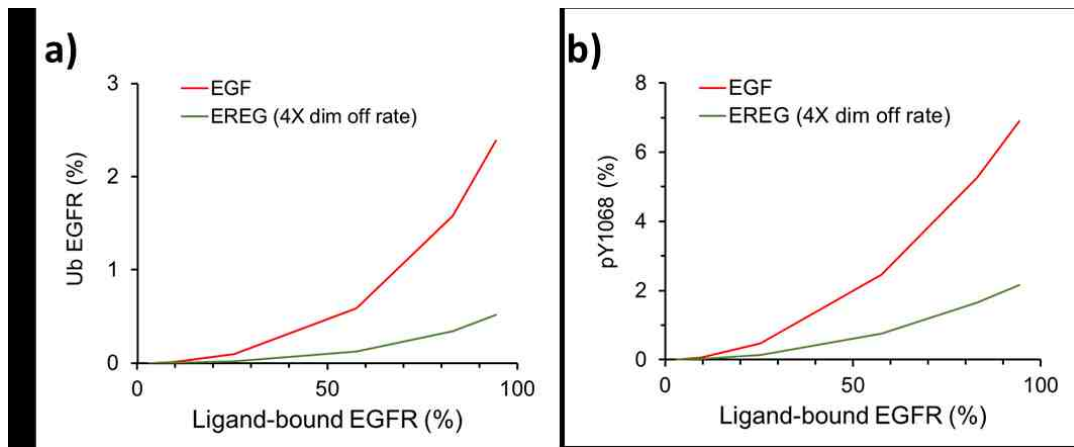 a)
EGF
EREG (4X dim off rate)
3
2
1
0
Ub EGFR (%)
0
50
100
Ligand-bound EGFR (%)
b)
EGF
EREG (4X dim off rate)
8
6
4
2
0
pY1068 (%)
0
50
100
Ligand-bound EGFR (%)